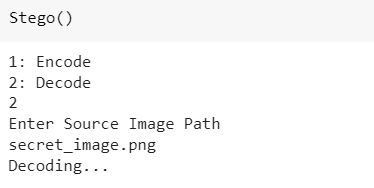 Stego()
1: Encode
2: Decode
2
Enter Source Image Path
secret_image.png
Decoding...